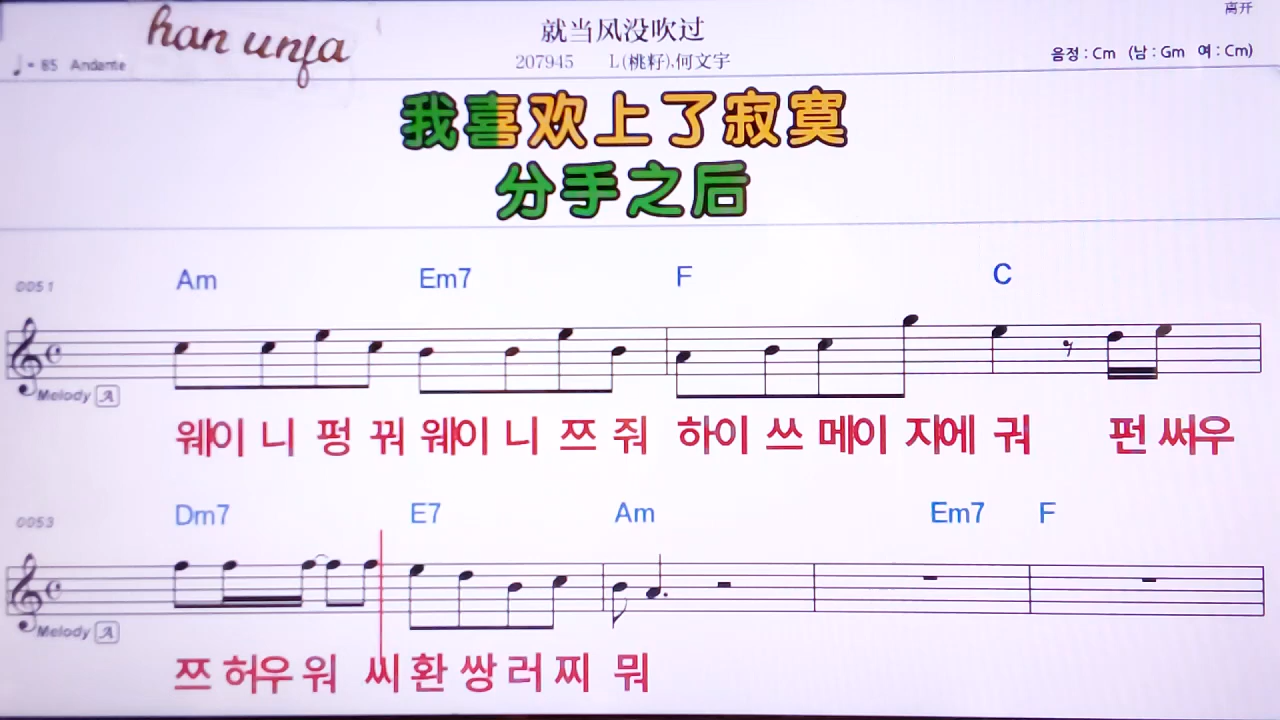 han unfa
就当风没吹过
离开
♩= 85 Andante
207945 L(桃籽),何文宇
음정 : Cm (남 : Gm 여 : Cm)
我喜欢上了寂寞
分手之后
0051 Am Em7 F C
Melody A
웨이 니 펑 꿔 웨이 니 쯔 줘 하이 쓰 메이 쟈에 궈 펀 써우
0053 Dm7 E7 Am Em7 F
Melody A
쯔 허우 워 씨 환 쌍 러 찌 뭐